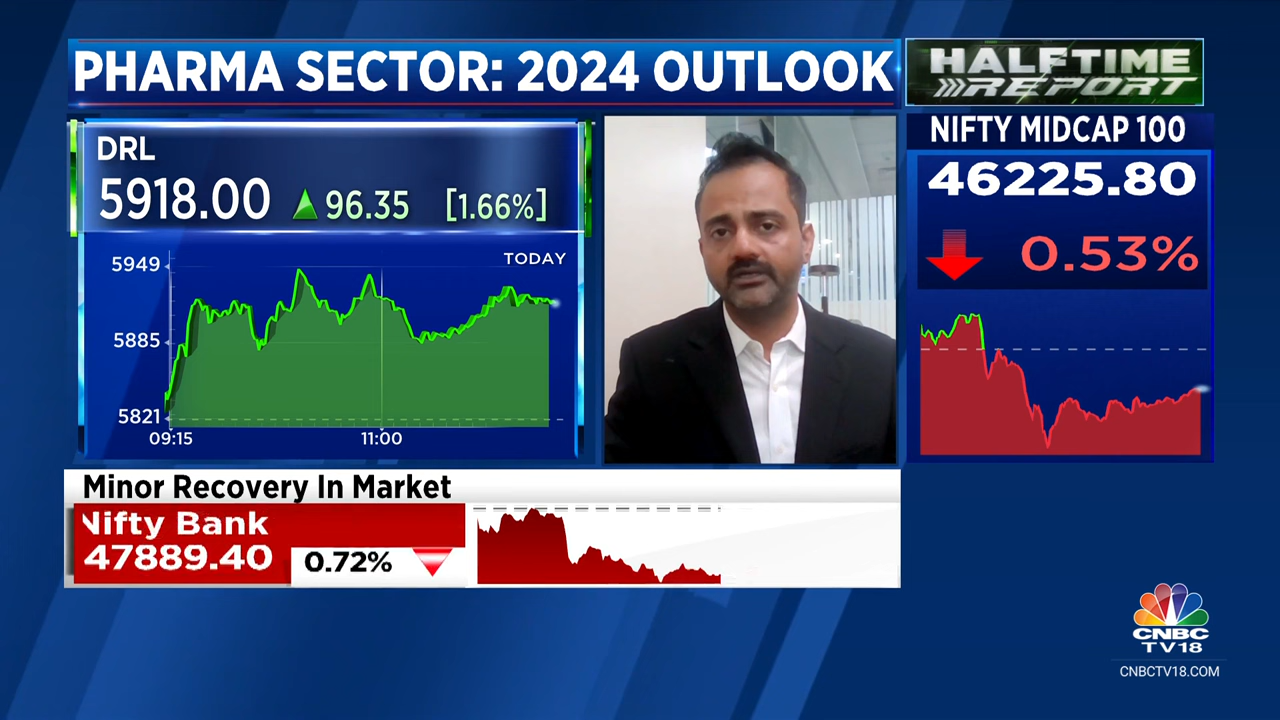 PHARMA SECTOR: 2024 OUTLOOK
HALFTIME
REPORT
DRL
5918.00 96.35 [1.66%]
TODAY
5949
5885
5821
09:15 11:00
NIFTY MIDCAP 100
46225.80
0.53%
Minor Recovery In Market
Nifty Bank
47889.40 0.72%
CNBC
TV18
CNBCTV18.COM